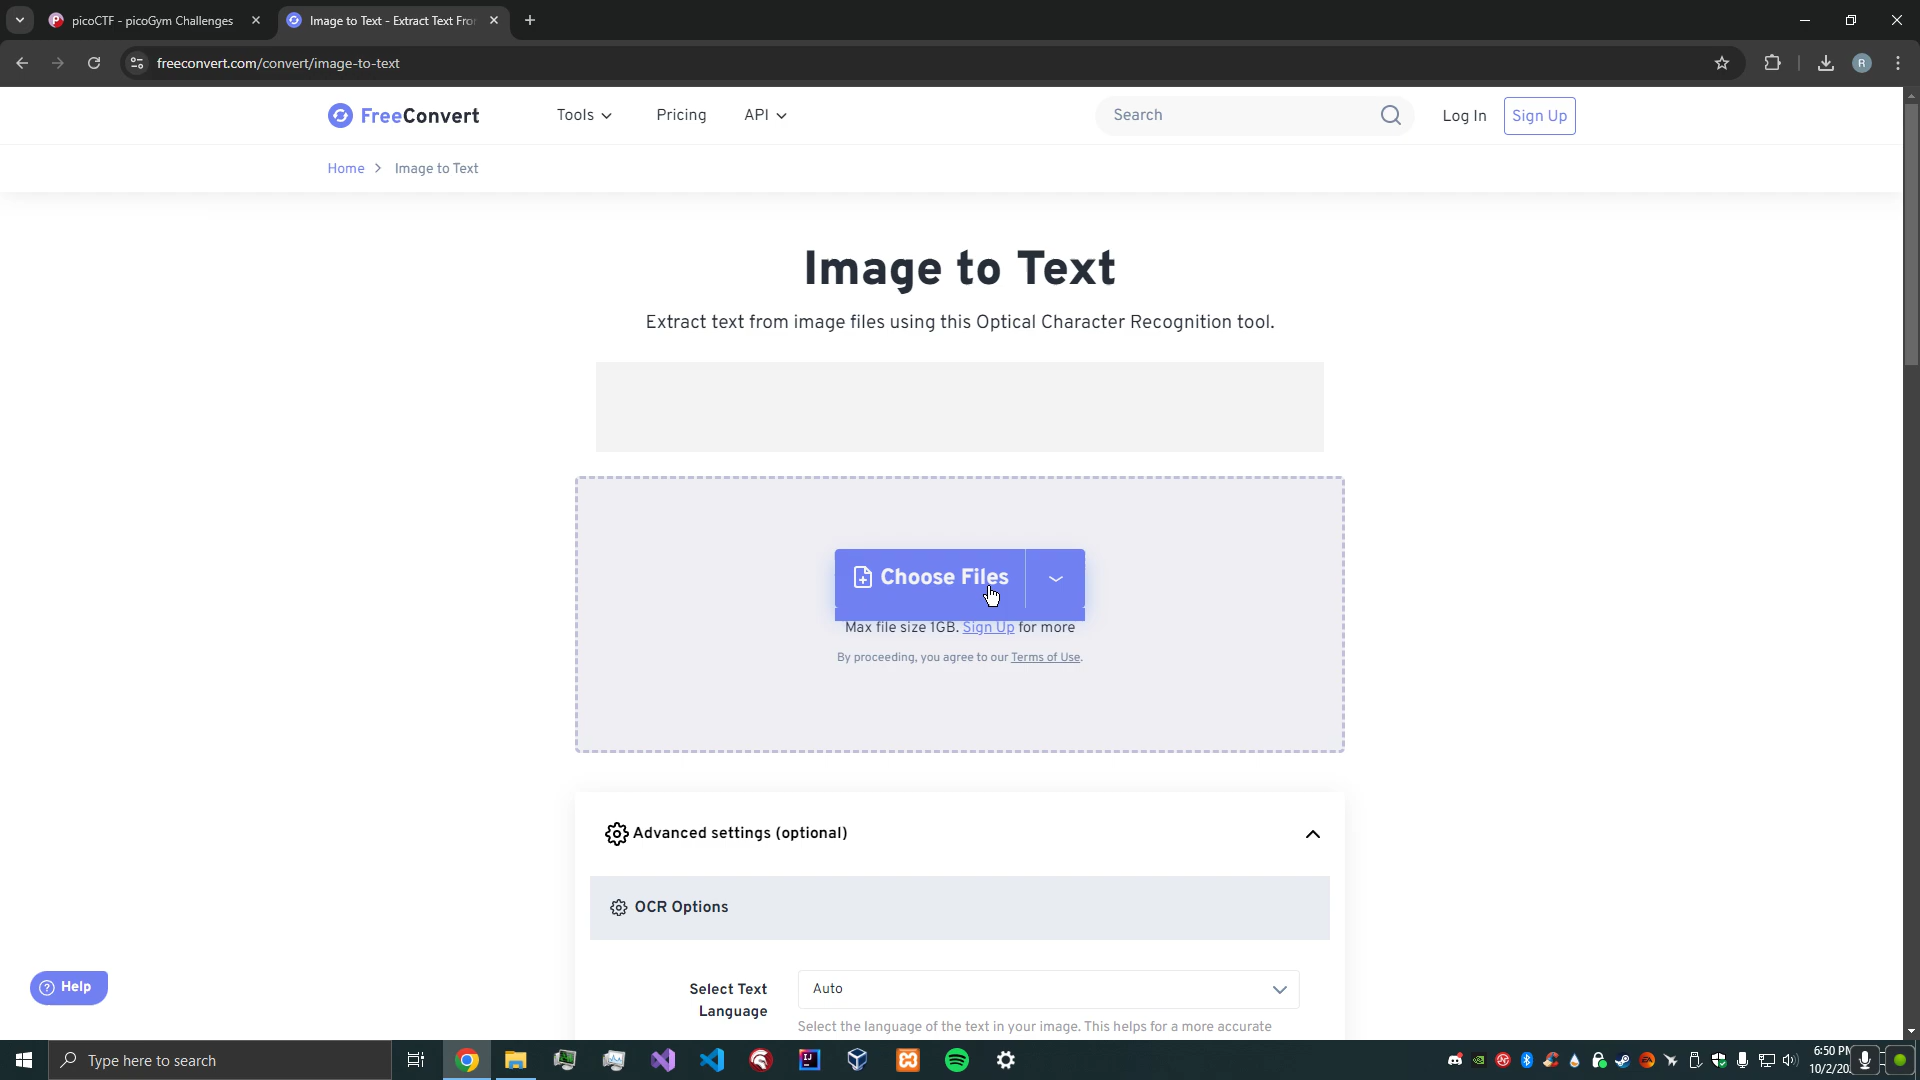 picoCTF - picoGym Challenges
Image to Text - Extract Text Fro
freeconvert.com/convert/image-to-text
R
FreeConvert
Tools
Pricing
API
Search
Log In
Sign Up
Home > Image to Text
Image to Text
Extract text from image files using this Optical Character Recognition tool.
Choose Files
Max file size 1GB. Sign Up for more
By proceeding, you agree to our Terms of Use.
Advanced settings (optional)
OCR Options
Select Text
Language
Auto
Select the language of the text in your image. This helps for a more accurate
Help
Type here to search
6:50 PM
10/2/20